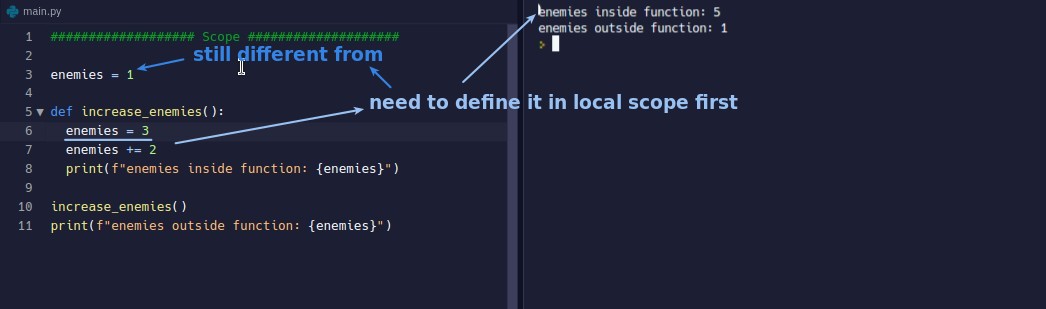 main.py
1 ################### Scope ####################
2
still different from
3 enemies = 1
4
need to define it in local scope first
5 def increase_enemies():
6 enemies = 3
7 enemies += 2
8 print(f"enemies inside function: {enemies}")
9
10 increase_enemies()
11 print(f"enemies outside function: {enemies}")
enemies inside function: 5
enemies outside function: 1
>